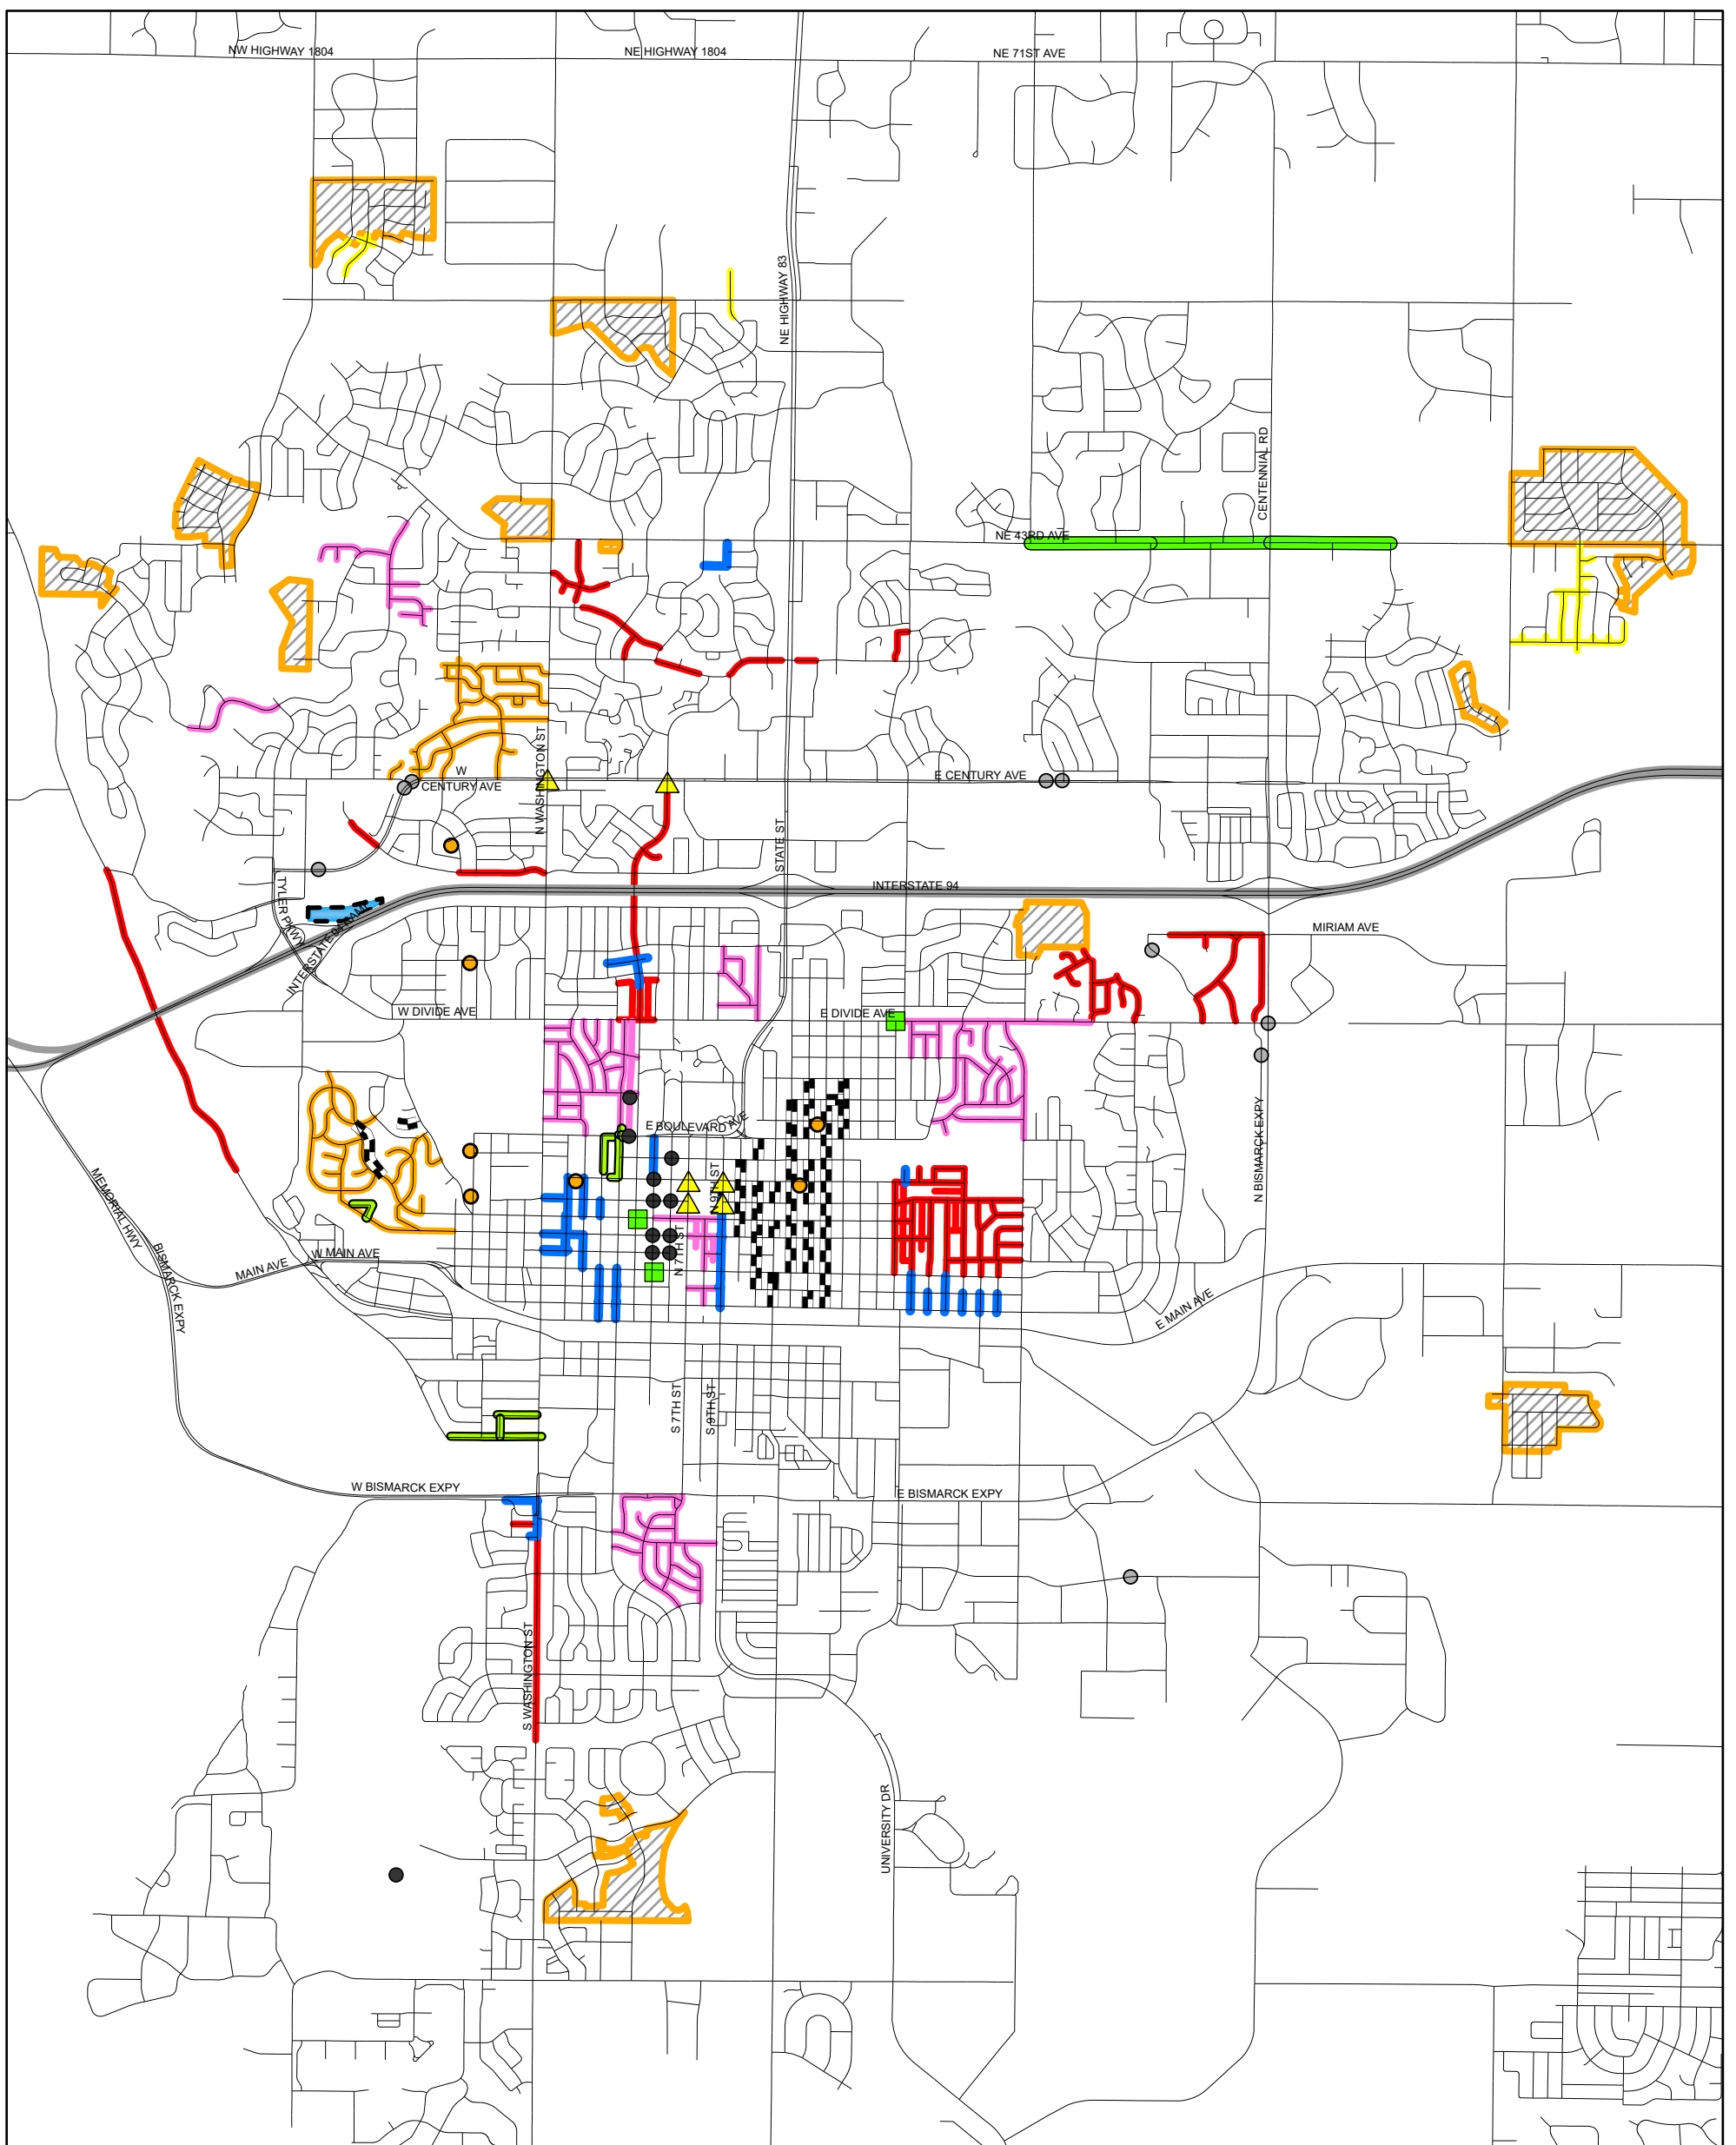 NW HIGHWAY 1804
NE HIGHWAY 1804
NE 71ST AVE
NE HIGHWAY 83
CENTENNIAL RD
NE 43RD AVE
N WASHINGTON ST
W
CENTURY AVE
E CENTURY AVE
STATE ST
TYLER PKWY
INTERSTATE 94
MIRIAM AVE
W DIVIDE AVE
E DIVIDE AVE
E BOULEVARD AVE
N BISMARCK EXPY
N 9TH ST
N 7TH ST
MEMORIAL HWY
BISMARCK EXPY
MAIN AVE
W MAIN AVE
E MAIN AVE
S 7TH ST
S 9TH ST
W BISMARCK EXPY
E BISMARCK EXPY
S WASHINGTON ST
UNIVERSITY DR